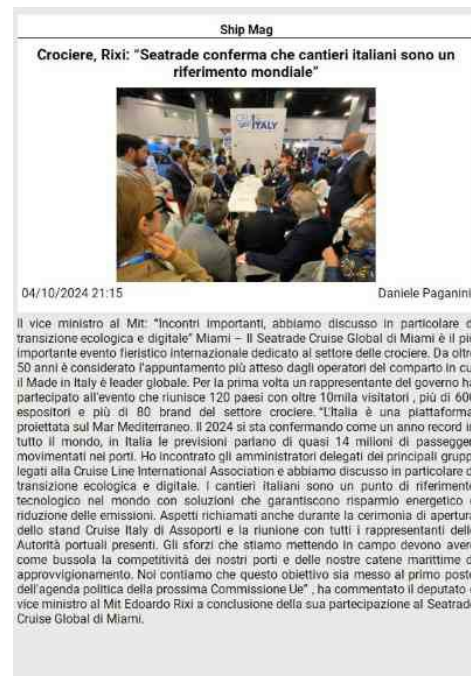 Ship Mag
Crociere, Rixi: “Seatrade conferma che cantieri italiani sono un
riferimento mondiale”
ITALY
04/10/2024 21:15
Daniele Paganini
Il vice ministro al Mit: “Incontri importanti, abbiamo discusso in particolare d
transizione ecologica e digitale” Miami – Il Seatrade Cruise Global di Miami è il pi
importante evento fieristico internazionale dedicato al settore delle crociere. Da oltre
50 anni è considerato l’appuntamento più atteso dagli operatori del comparto in cu
il Made in Italy è leader globale. Per la prima volta un rappresentante del governo ha
partecipato all’evento che riunisce 120 paesi con oltre 10mila visitatori , più di 600
espositori e più di 80 brand del settore crociere. “L’Italia è una piattaforma
proiettata sul Mar Mediterraneo. Il 2024 si sta confermando come un anno record in
tutto il mondo, in Italia le previsioni parlano di quasi 14 milioni di passegger
movimentati nei porti. Ho incontrato gli amministratori delegati dei principali grupp
legati alla Cruise Line International Association e abbiamo discusso in particolare d
transizione ecologica e digitale. I cantieri italiani sono un punto di riferimento
tecnologico nel mondo con soluzioni che garantiscono risparmio energetico e
riduzione delle emissioni. Aspetti richiamati anche durante la cerimonia di apertura
dello stand Cruise Italy di Assoporti e la riunione con tutti i rappresentanti delle
Autorità portuali presenti. Gli sforzi che stiamo mettendo in campo devono avere
come bussola la competitività dei nostri porti e delle nostre catene marittime d
approvvigionamento. Noi contiamo che questo obiettivo sia messo al primo posto
dell’agenda politica della prossima Commissione Ue” , ha commentato il deputato e
vice ministro al Mit Edoardo Rixi a conclusione della sua partecipazione al Seatrade
Cruise Global di Miami.